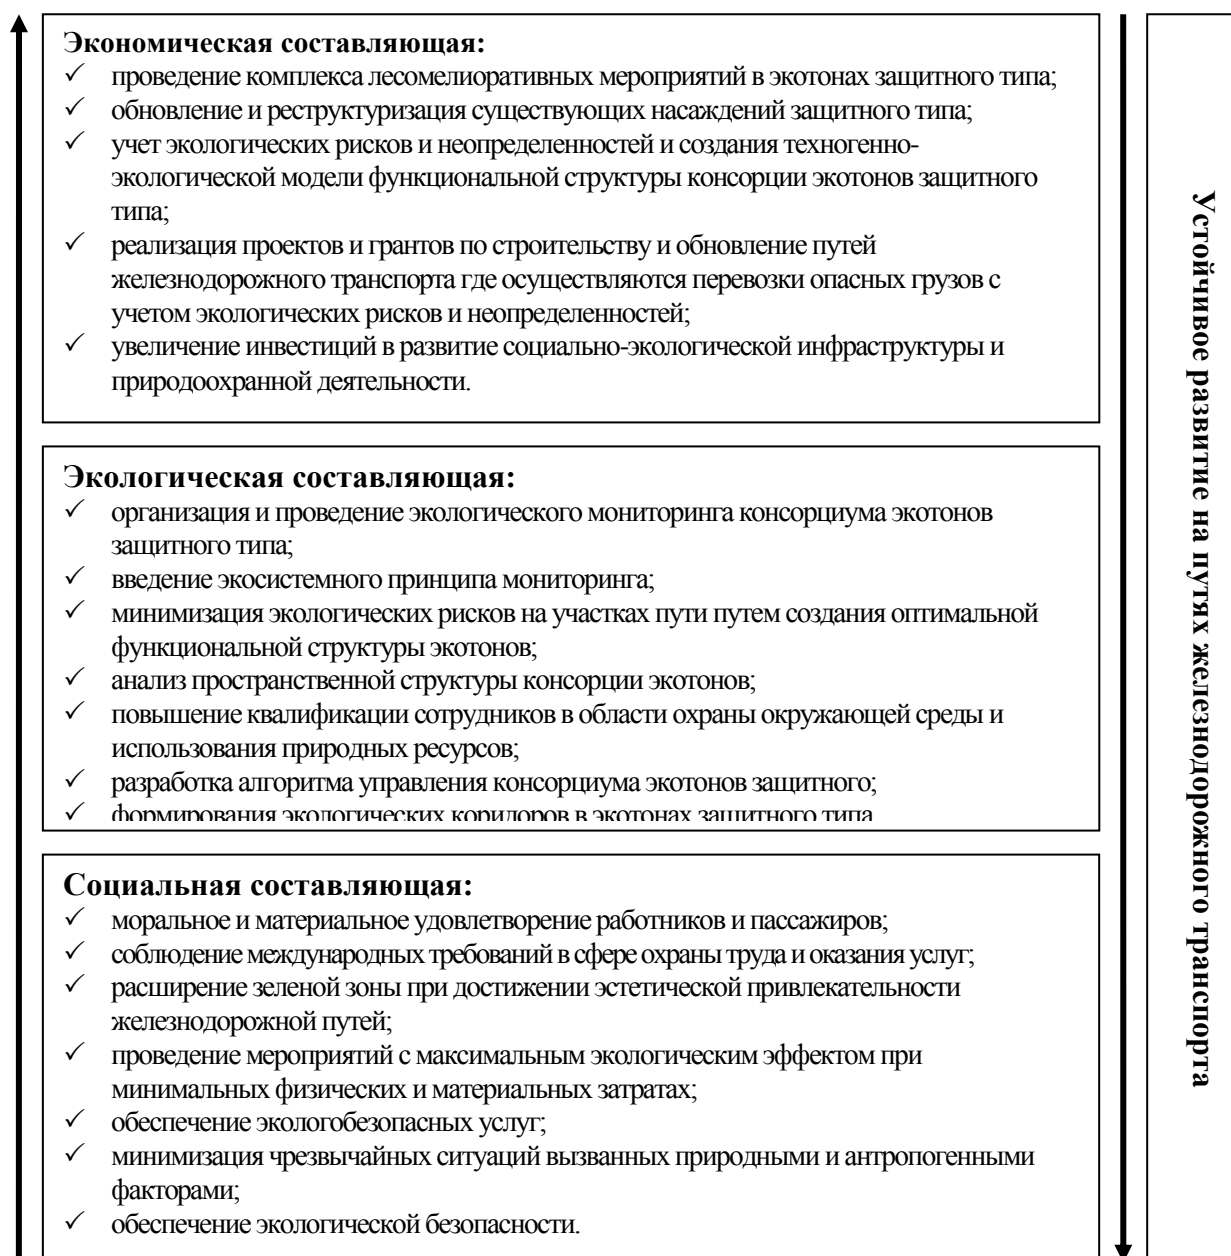 Экономическая составляющая:
✓ проведение комплекса лесомелиоративных мероприятий в экотонах защитного типа;
✓ обновление и реструктуризация существующих насаждений защитного типа;
✓ учет экологических рисков и неопределенностей и создания техногенно-
экологической модели функциональной структуры консорции экотонов защитного
типа;
✓ реализация проектов и грантов по строительству и обновление путей
железнодорожного транспорта где осуществляются перевозки опасных грузов с
учетом экологических рисков и неопределенностей;
✓ увеличение инвестиций в развитие социально-экологической инфраструктуры и
природоохранной деятельности.
Экологическая составляющая:
✓ организация и проведение экологического мониторинга консорциума экотонов
защитного типа;
✓ введение экосистемного принципа мониторинга;
✓ минимизация экологических рисков на участках пути путем создания оптимальной
функциональной структуры экотонов;
✓ анализ пространственной структуры консорции экотонов;
✓ повышение квалификации сотрудников в области охраны окружающей среды и
использования природных ресурсов;
✓ разработка алгоритма управления консорциума экотонов защитного;
✓ формирования экологических коридоров в экотонах защитного типа
Социальная составляющая:
✓ моральное и материальное удовлетворение работников и пассажиров;
✓ соблюдение международных требований в сфере охраны труда и оказания услуг;
✓ расширение зеленой зоны при достижении эстетической привлекательности
железнодорожной путей;
✓ проведение мероприятий с максимальным экологическим эффектом при
минимальных физических и материальных затратах;
✓ обеспечение экологобезопасных услуг;
✓ минимизация чрезвычайных ситуаций вызванных природными и антропогенными
факторами;
✓ обеспечение экологической безопасности.
Устойчивое развитие на путях железнодорожного транспорта